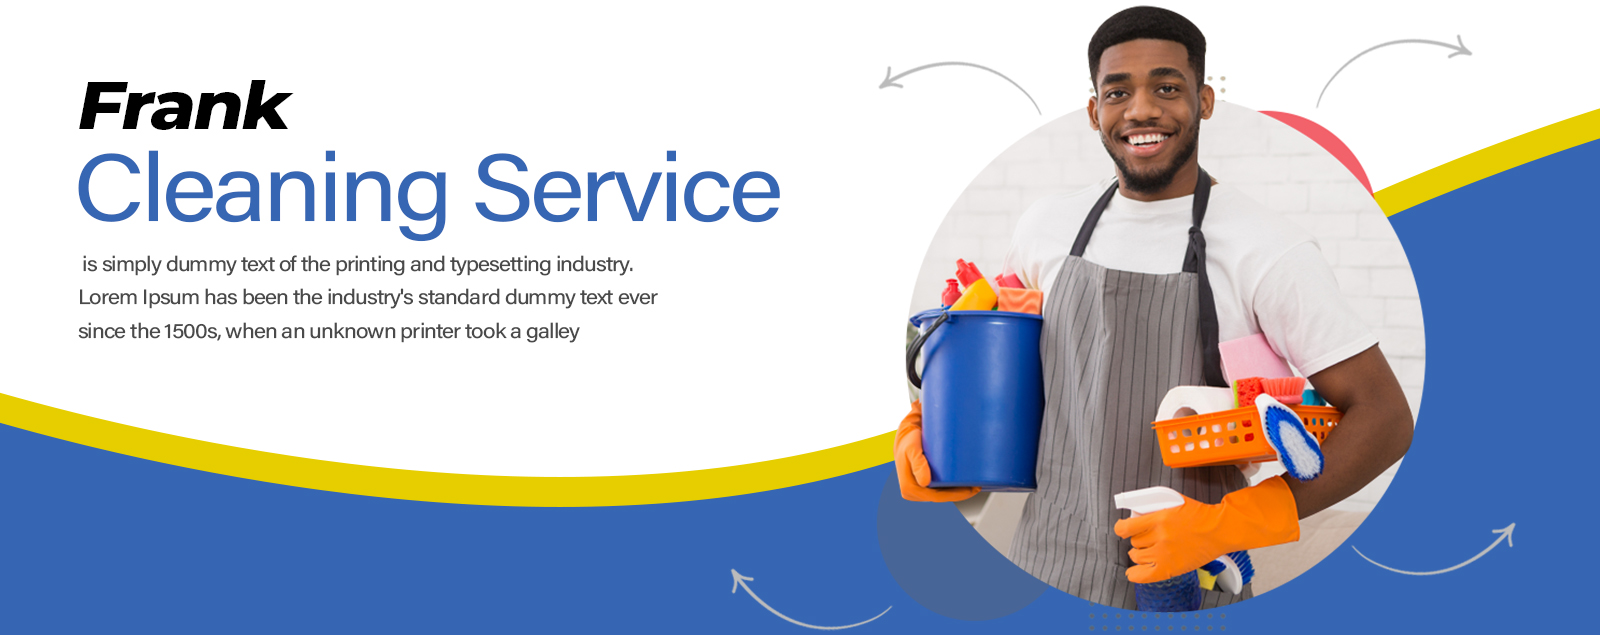 Frank
Cleaning Service
is simply dummy text of the printing and typesetting industry.
Lorem Ipsum has been the industry's standard dummy text ever
since the 1500s, when an unknown printer took a galley